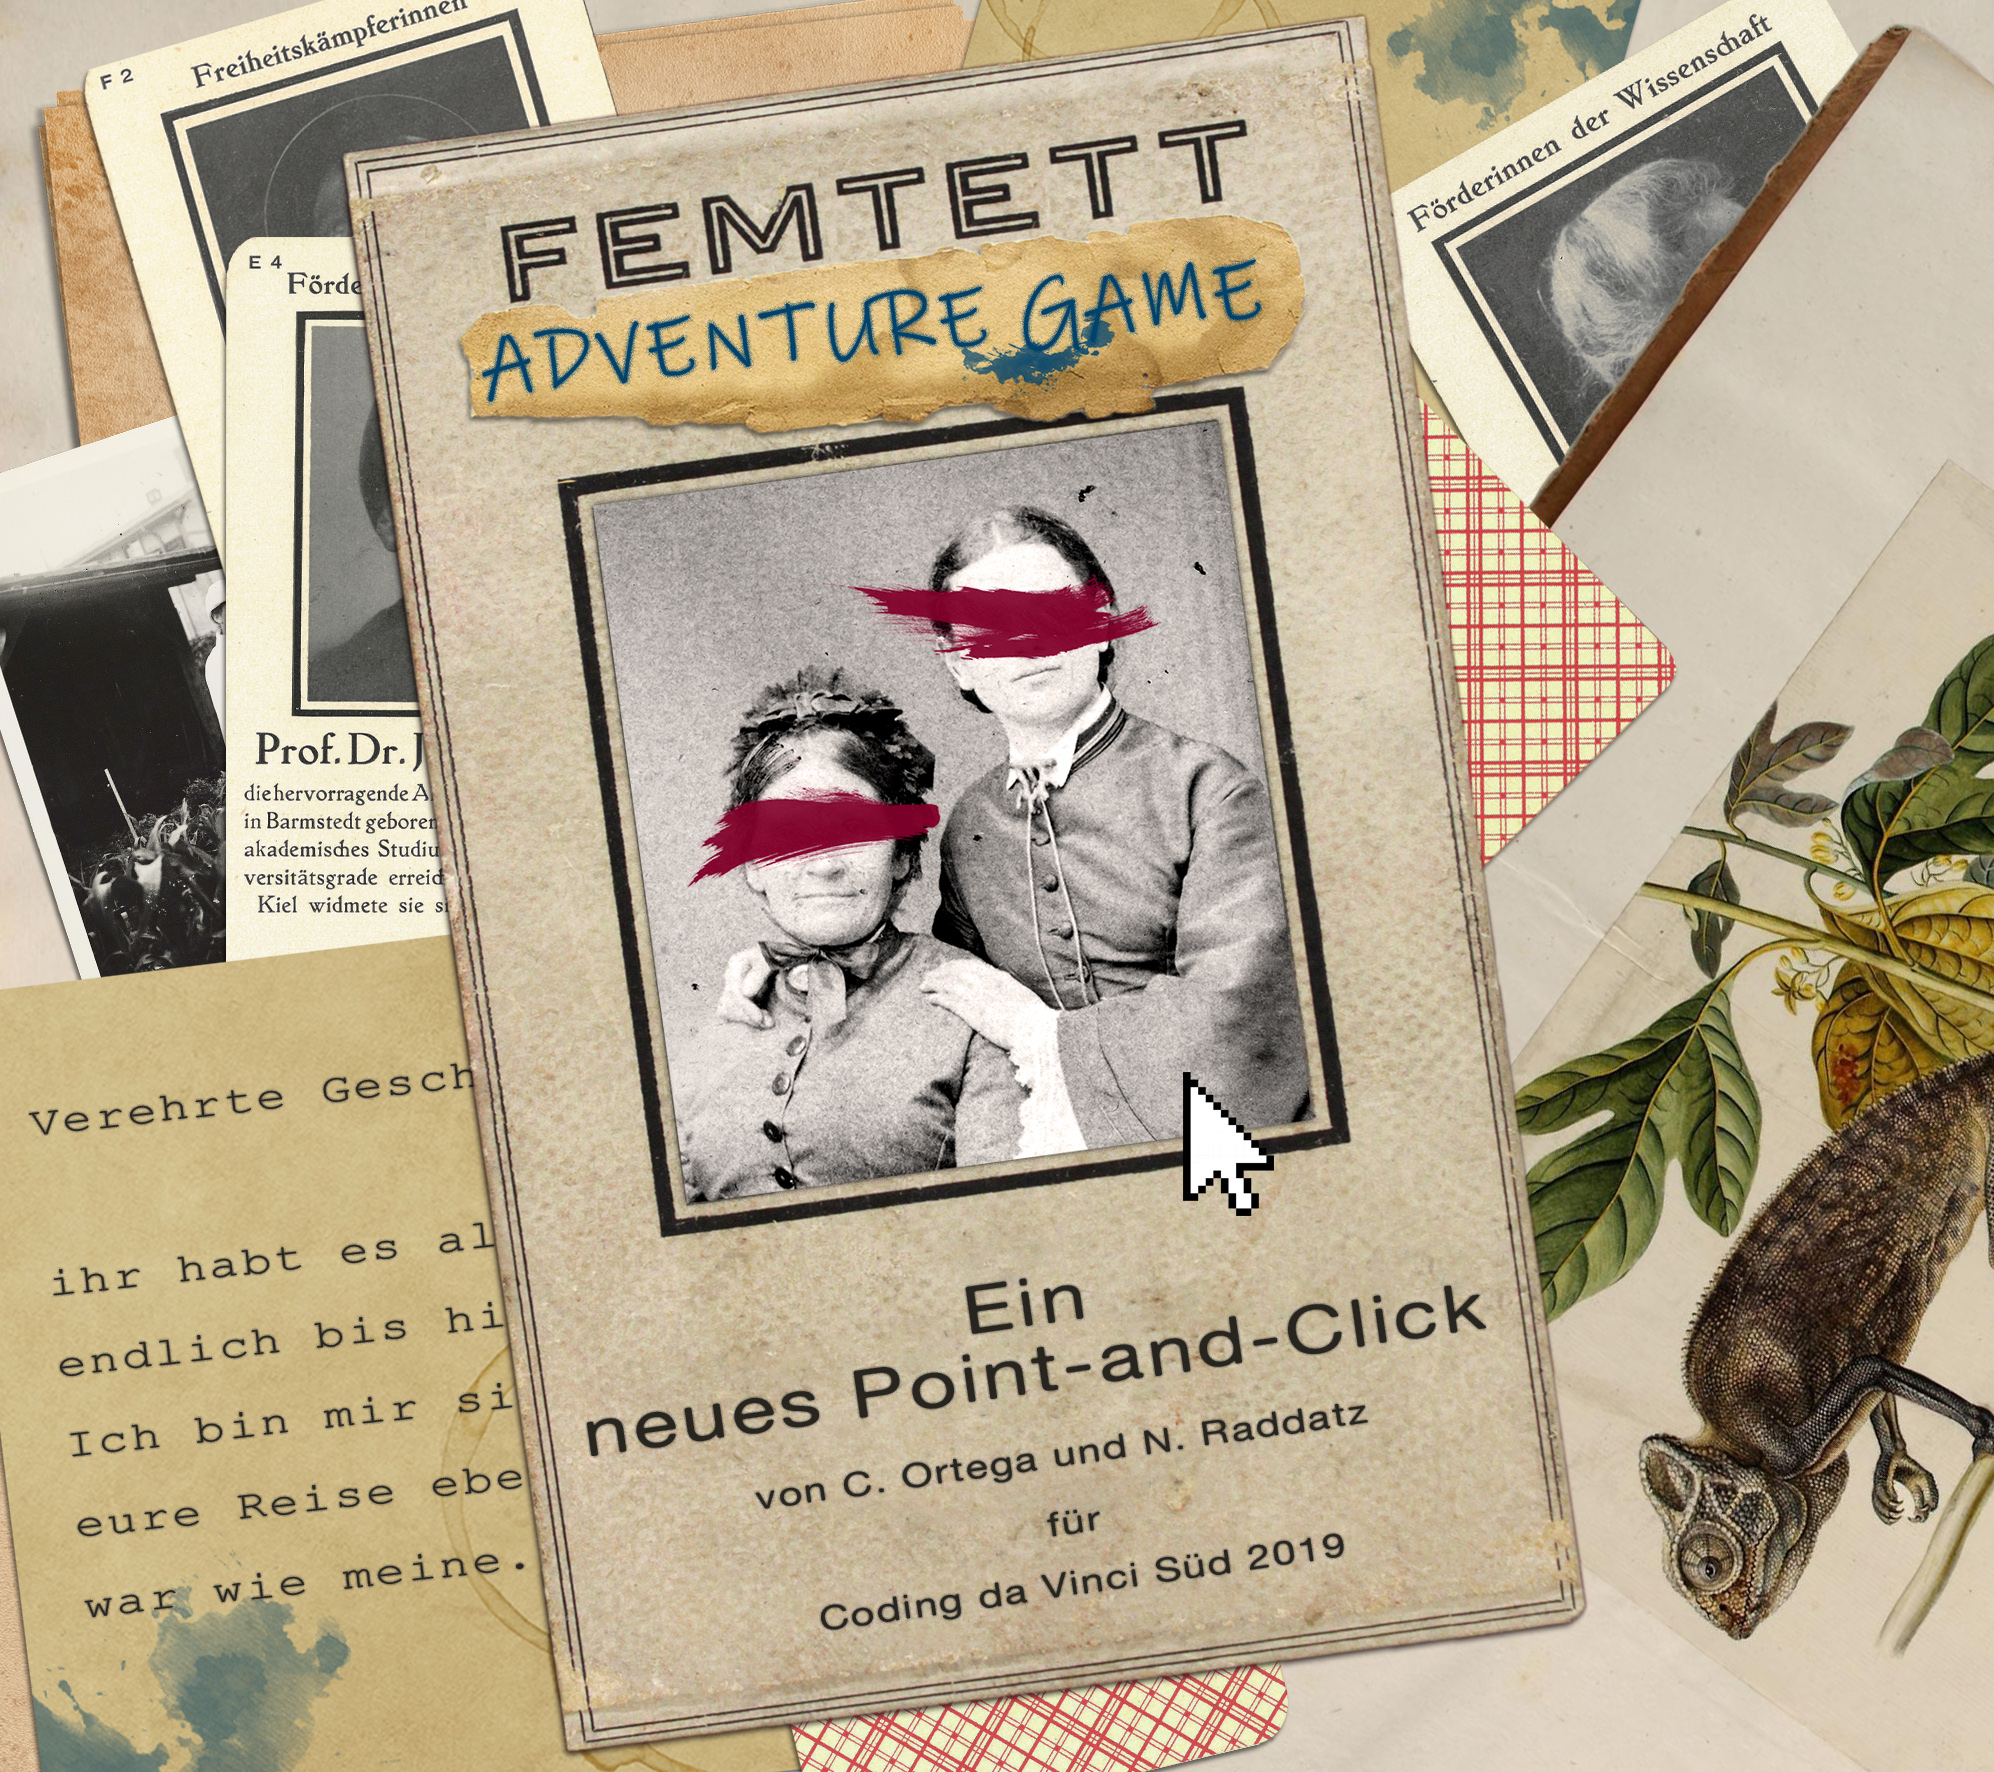 F 2
Freiheitskämpferinnen
E 4
Förde
Prof. Dr. J
die hervorragende A
in Barmstedt geboren
akademisches Studiu
versitätsgrade erreic
Kiel widmete sie si
Förderinnen der Wissenschaft
FEMTETT
ADVENTURE GAME
Ein
neues Point-and-Click
von C. Ortega und N. Raddatz
für
Coding da Vinci Süd 2019
Verehrte Gesch
ihr habt es al
endlich bis hi
Ich bin mir si
eure Reise ebe
war wie meine.